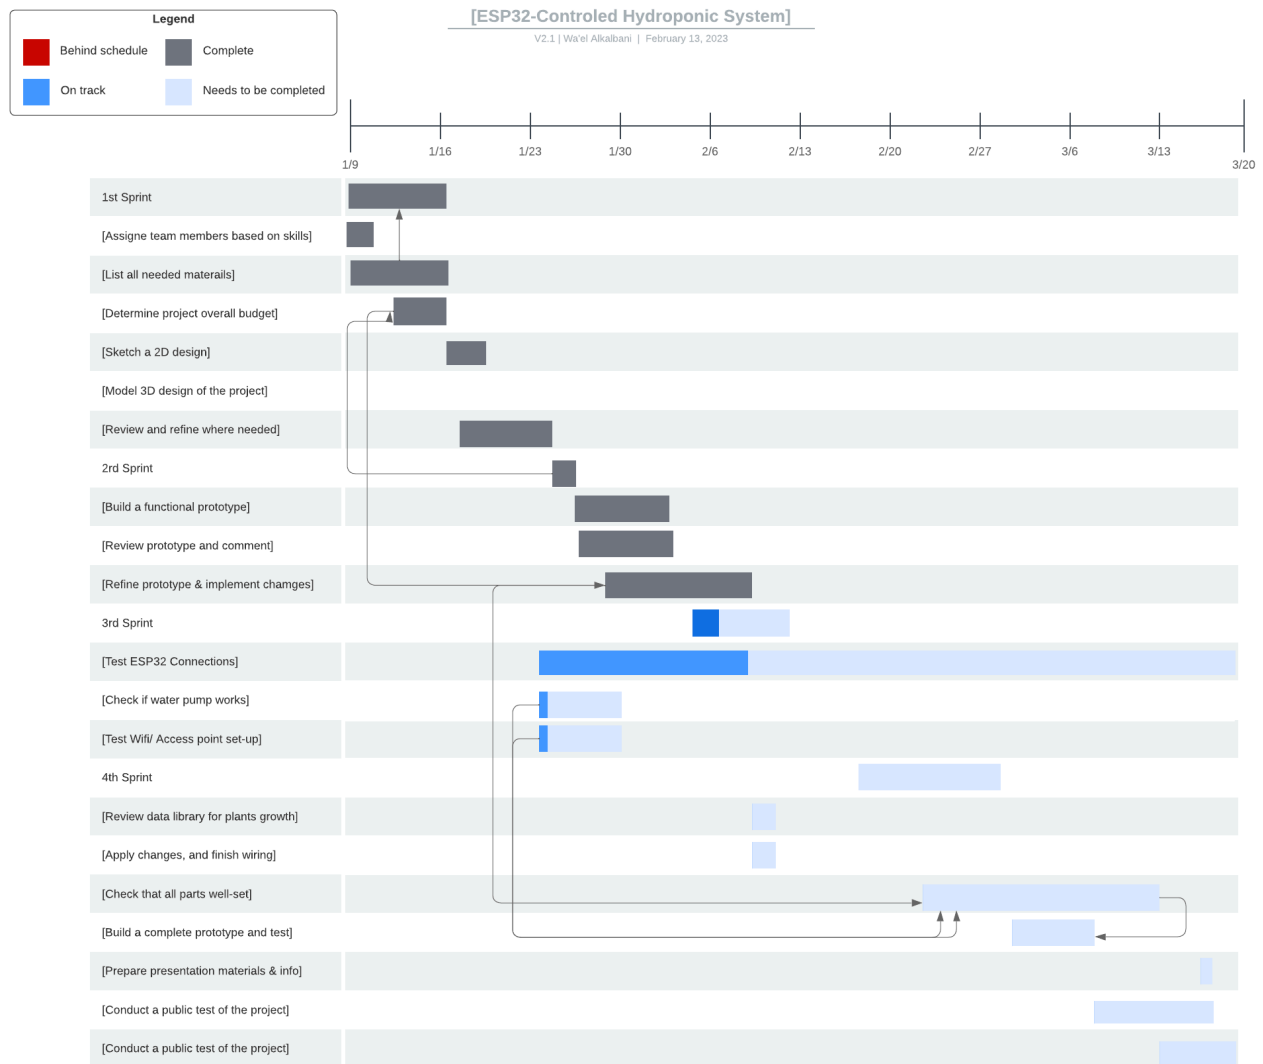 Legend
Behind schedule
Complete
On track
Needs to be completed
[ESP32-Controled Hydroponic System]
V2.1 | Wa'el Alkalbani | February 13, 2023
1/9
1/16
1/23
1/30
2/6
2/13
2/20
2/27
3/6
3/13
3/20
1st Sprint
[Assigne team members based on skills]
[List all needed materails]
[Determine project overall budget]
[Sketch a 2D design]
[Model 3D design of the project]
[Review and refine where needed]
2rd Sprint
[Build a functional prototype]
[Review prototype and comment]
[Refine prototype & implement chamges]
3rd Sprint
[Test ESP32 Connections]
[Check if water pump works]
[Test Wifi/ Access point set-up]
4th Sprint
[Review data library for plants growth]
[Apply changes, and finish wiring]
[Check that all parts well-set]
[Build a complete prototype and test]
[Prepare presentation materials & info]
[Conduct a public test of the project]
[Conduct a public test of the project]